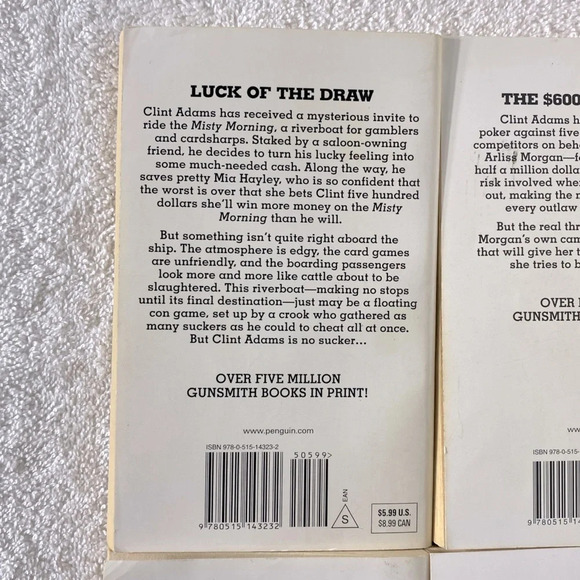 LUCK OF THE DRAW
Clint Adams has received a mysterious invite to
ride the Misty Morning, a riverboat for gamblers
and cardsharps. Staked by a saloon-owning
friend, he decides to turn his lucky feeling into
some much-needed cash. Along the way, he
saves pretty Mia Hayley, who is so confident that
the worst is over that she bets Clint five hundred
dollars she'll win more money on the Misty
Morning than he will.
But something isn't quite right aboard the
ship. The atmosphere is edgy, the card games
are unfriendly, and the boarding passengers
look more and more like cattle about to be
slaughtered. This riverboat—making no stops
until its final destination—just may be a floating
con game, set up by a crook who gathered as
many suckers as he could to cheat all at once.
But Clint Adams is no sucker...
OVER FIVE MILLION
GUNSMITH BOOKS IN PRINT!
www.penguin.com
ISBN 978-0-515-14323-2
50599>
EAN
S
$5.99 U.S.
$8.99 CAN
9 780515 143232
THE $600
Clint Adams h
poker against five
competitors on beh
Arliss Morgan—f
half a million dolla
risk involved whe
out, making the
every outlaw
But the real thr
Morgan's own can
that will give her t
she tries to b
OVER
GUNSMITH
ISBN 978-0-515-
9 780515